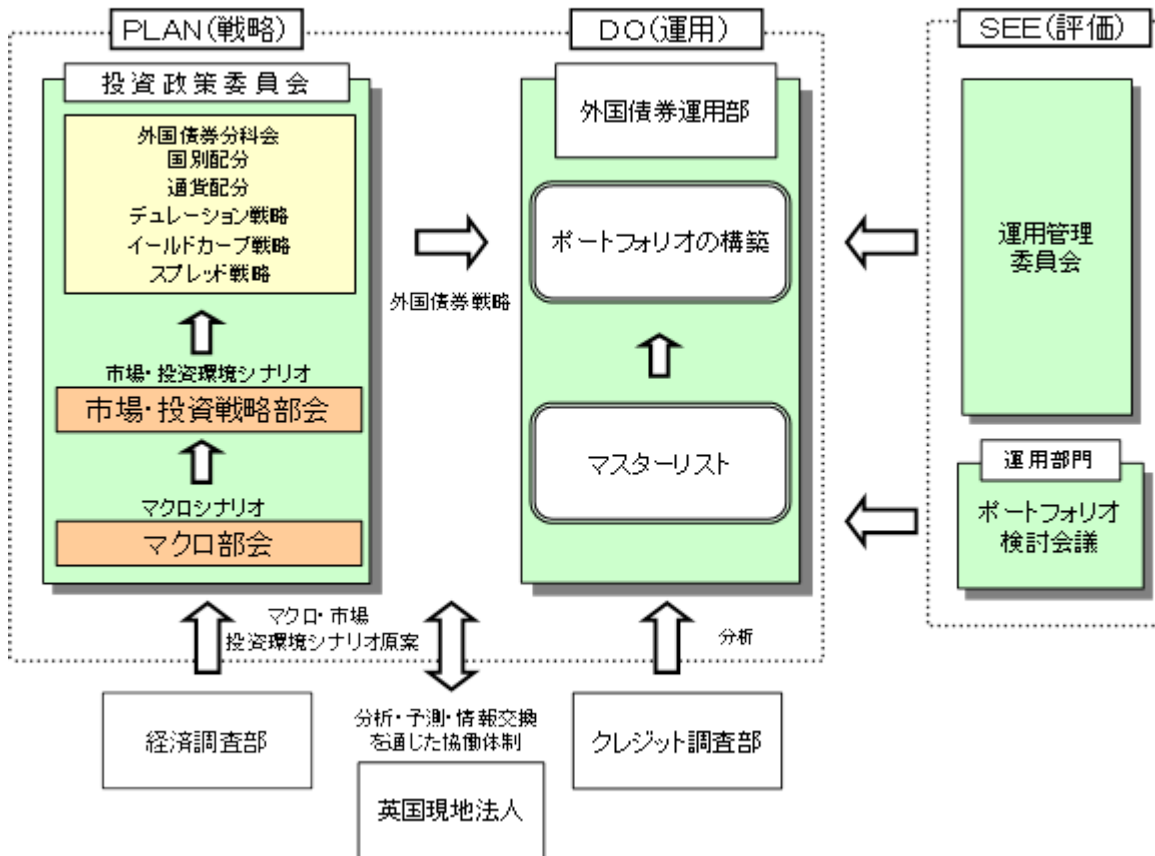 PLAN(戦略)
DO(運用)
SEE(評価)
投資政策委員会
外国債券分科会
国別配分
通貨配分
デュレーション戦略
イールドカーブ戦略
スプレッド戦略
市場・投資環境シナリオ
市場・投資戦略部会
マクロシナリオ
マクロ部会
外国債券戦略
外国債券運用部
ポートフォリオの構築
マスターリスト
運用管理
委員会
運用部門
ポートフォリオ
検討会議
マクロ・市場
投資環境シナリオ原案
分析
経済調査部
分析・予測・情報交換
を通じた協働体制
英国現地法人
クレジット調査部